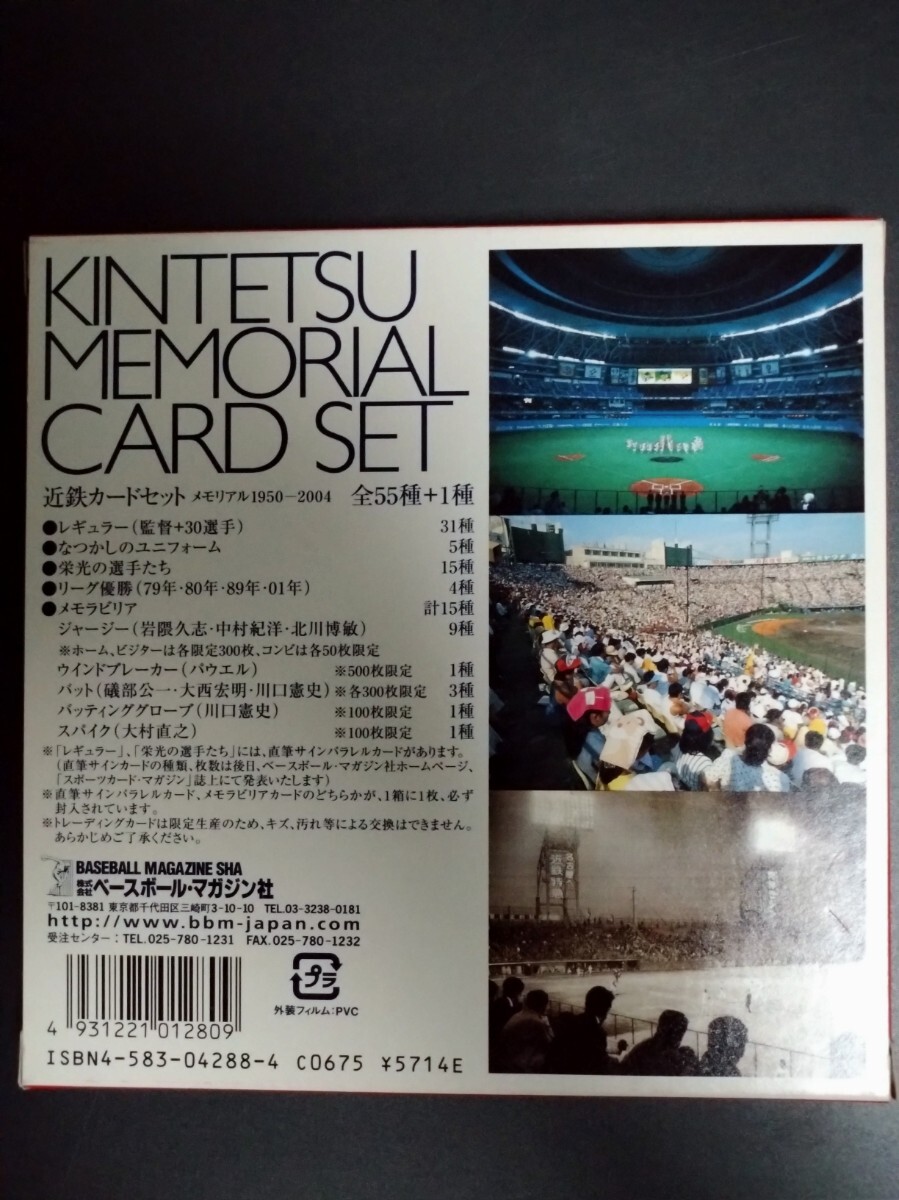 KINTETSU
MEMORIAL
CARD SET
近鉄カードセット メモリアル1950−2004 全55種+1種
●レギュラー(監督+30選手) 31種
●なつかしのユニフォーム 5種
●栄光の選手たち 15種
●リーグ優勝(79年・80年・89年・01年) 4種
●メモラビリア 計15種
ジャージー(岩隈久志・中村紀洋・北川博敏) 9種
※ホーム、ビジターは各限定300枚、コンビは各50枚限定
ウインドブレーカー(パウエル) ※500枚限定 1種
バット(礒部公一・大西宏明・川口憲史)※各300枚限定 3種
バッティンググローブ(川口憲史) ※100枚限定 1種
スパイク(大村直之) ※100枚限定 1種
※「レギュラー」、「栄光の選手たち」には、直筆サインパラレルカードがあります。
(直筆サインカードの種類、枚数は後日、ベースボール・マガジン社ホームページ、
「スポーツカード・マガジン」誌上にて発表いたします)
※直筆サインパラレルカード、メモラビリアカードのどちらかが、1箱に1枚、必ず
封入されています。
※トレーディングカードは限定生産のため、キズ、汚れ等による交換はできません。
あらかじめご了承ください。
BASEBALL MAGAZINE SHA
株式会社ベースボール・マガジン社
〒101-8381 東京都千代田区三崎町3-10-10 TEL.03-3238-0181
http://www.bbm-japan.com
受注センター:TEL.025-780-1231 FAX.025-780-1232
プラ
外装フィルム:PVC
4 931221 012809
ISBN4-583-04288-4 C0675 ¥5714E